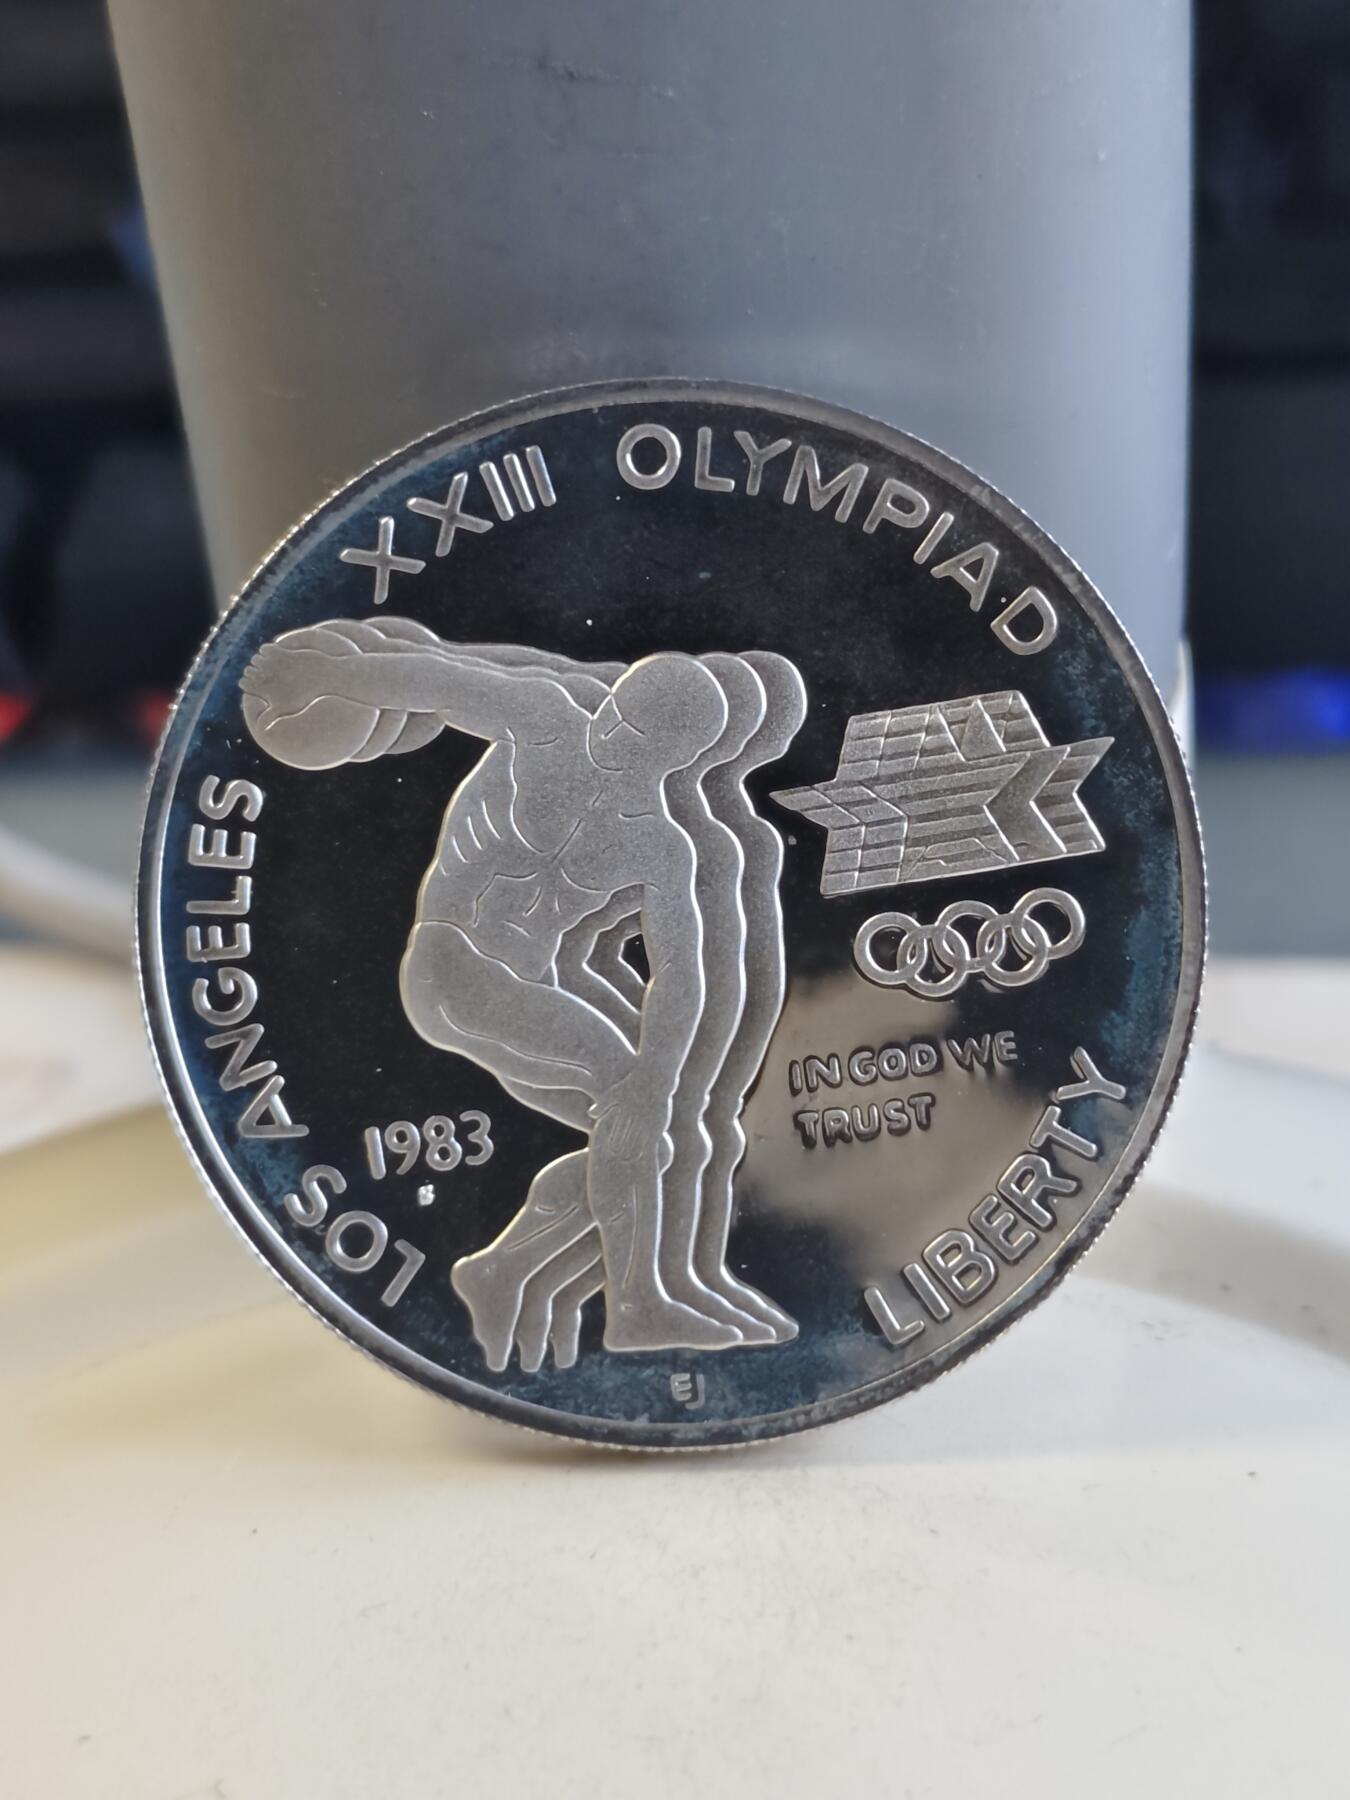 XXIII OLYMPIAD
LOS ANGELES
IN GOD WE
TRUST
1983
LIBERTY
EJ